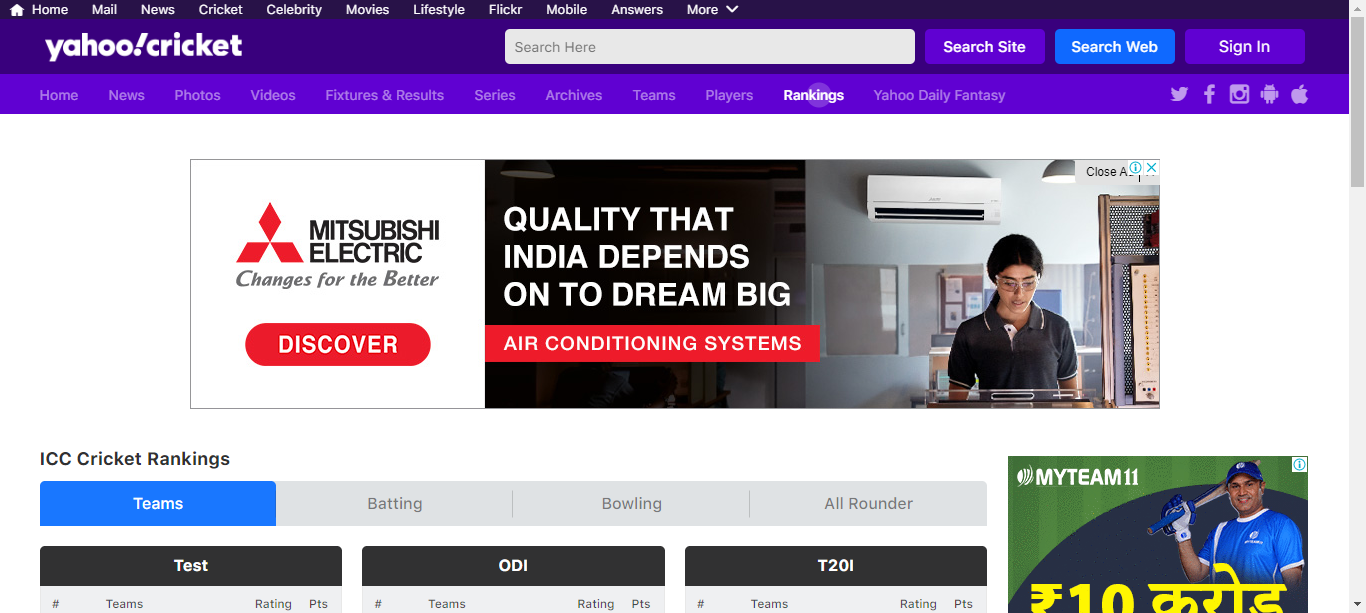 Home Mail News Cricket Celebrity Movies Lifestyle Flickr Mobile Answers More
yahoo!cricket
Search Here
Search Site
Search Web
Sign In
Home News Photos Videos Fixtures & Results Series Archives Teams Players Rankings Yahoo Daily Fantasy
Close A
MITSUBISHI
ELECTRIC
Changes for the Better
DISCOVER
QUALITY THAT
INDIA DEPENDS
ON TO DREAM BIG
AIR CONDITIONING SYSTEMS
ICC Cricket Rankings
Teams Batting Bowling All Rounder
Test ODI T20I
# Teams Rating Pts # Teams Rating Pts # Teams Rating Pts
MYTEAM11
₹10 करोड़